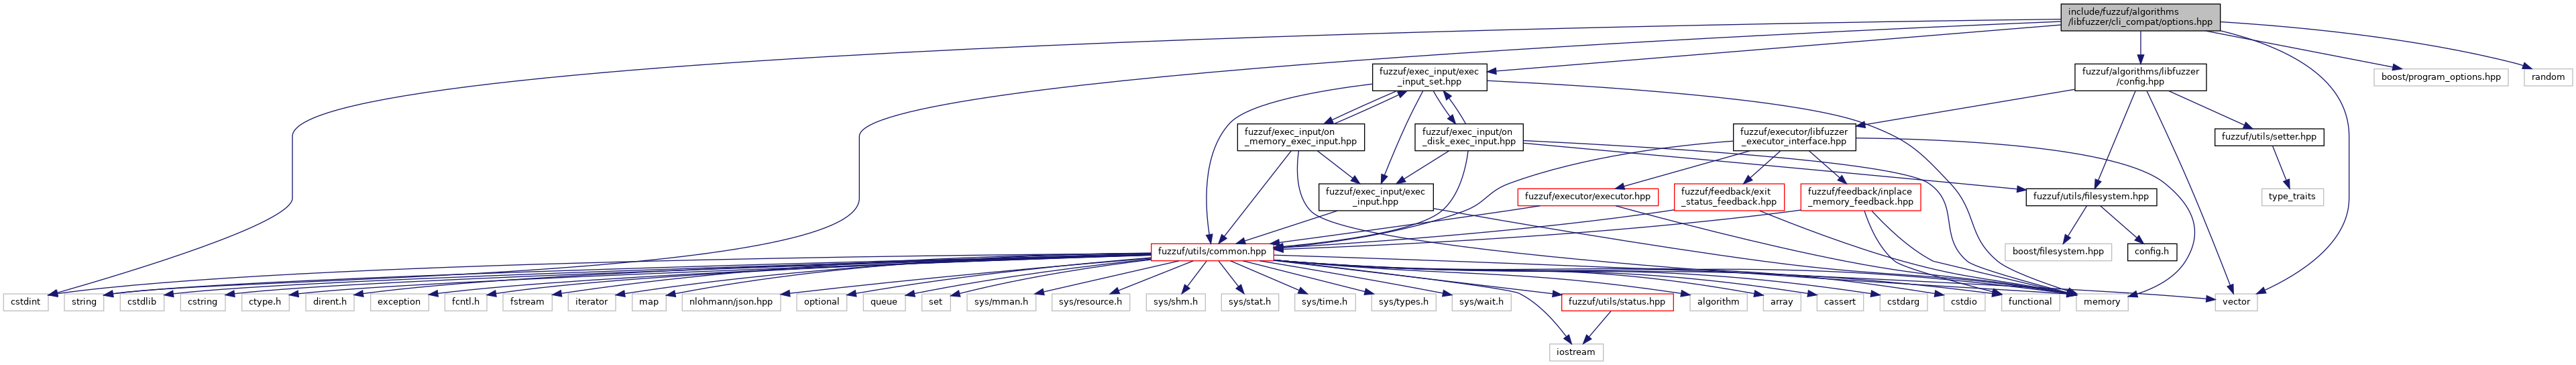 include/fuzzuf/algorithms
/libfuzzer/cli_compat/options.hpp
fuzzuf/exec_input/exec
_input_set.hpp
fuzzuf/algorithms/libfuzzer
/config.hpp
boost/program_options.hpp
random
fuzzuf/exec_input/on
_memory_exec_input.hpp
fuzzuf/exec_input/on
_disk_exec_input.hpp
fuzzuf/executor/libfuzzer
_executor_interface.hpp
fuzzuf/utils/setter.hpp
fuzzuf/exec_input/exec
_input.hpp
fuzzuf/executor/executor.hpp
fuzzuf/feedback/exit
_status_feedback.hpp
fuzzuf/feedback/inplace
_memory_feedback.hpp
fuzzuf/utils/filesystem.hpp
type_traits
fuzzuf/utils/common.hpp
boost/filesystem.hpp
config.h
cstdint
string
cstdlib
cstring
ctype.h
dirent.h
exception
fcntl.h
fstream
iterator
map
nlohmann/json.hpp
optional
queue
set
sys/mman.h
sys/resource.h
sys/shm.h
sys/stat.h
sys/time.h
sys/types.h
sys/wait.h
fuzzuf/utils/status.hpp
algorithm
array
cassert
cstdarg
cstdio
functional
memory
vector
iostream